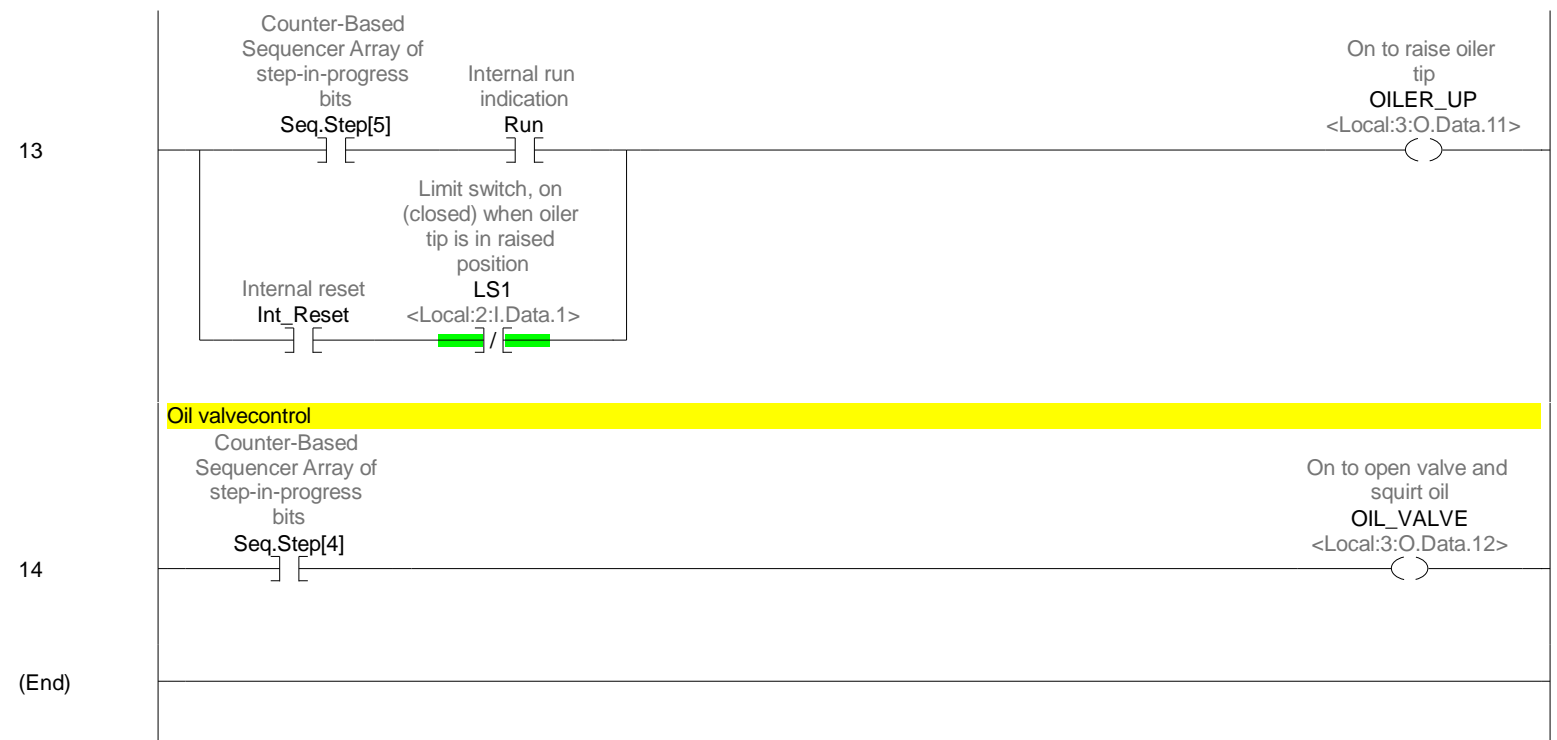 Counter-Based
Sequencer Array of
step-in-progress
bits
Seq.Step[5]
Internal run
indication
Run
On to raise oiler
tip
OILER_UP
<Local:3:O.Data.11>
13
Limit switch, on
(closed) when oiler
tip is in raised
position
LS1
<Local:2:I.Data.1>
Internal reset
Int_Reset
/
Oil valvecontrol
Counter-Based
Sequencer Array of
step-in-progress
bits
Seq.Step[4]
On to open valve and
squirt oil
OIL_VALVE
<Local:3:O.Data.12>
14
(End)